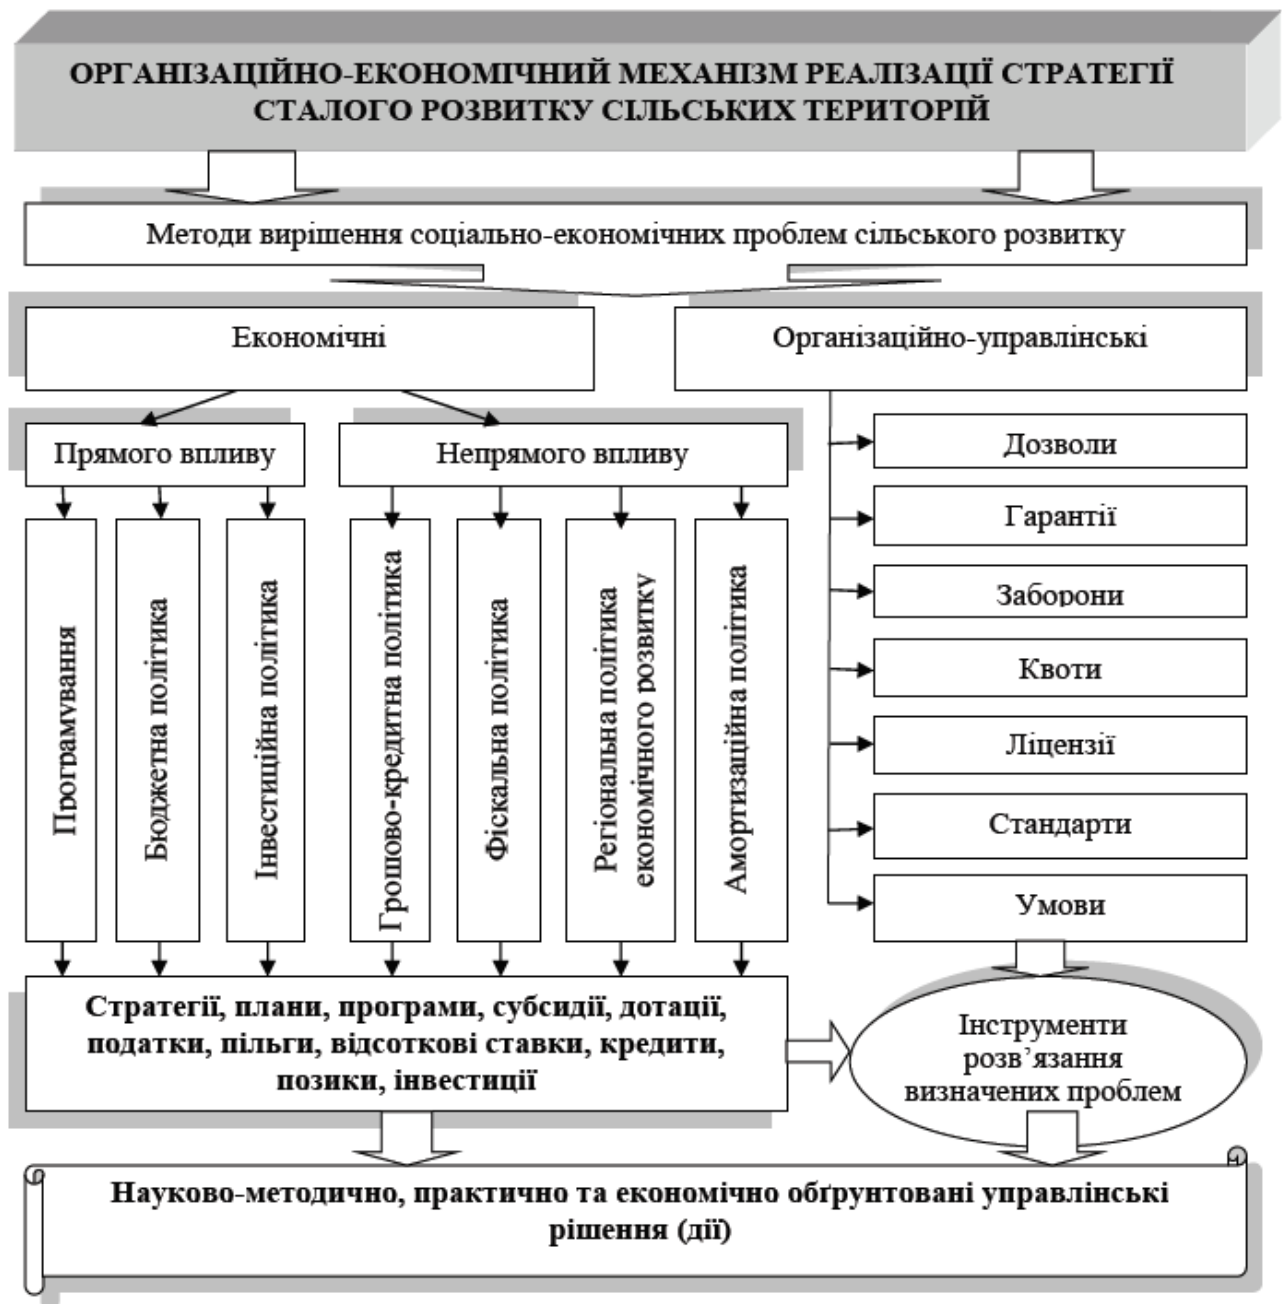 ОРГАНІЗАЦІЙНО-ЕКОНОМІЧНИЙ МЕХАНІЗМ РЕАЛІЗАЦІЇ СТРАТЕГІЇ
СТАЛОГО РОЗВИТКУ СІЛЬСЬКИХ ТЕРИТОРІЙ
Методи вирішення соціально-економічних проблем сільського розвитку
Економічні
Організаційно-управлінські
Прямого впливу
Непрямого впливу
Програмування
Бюджетна політика
Інвестиційна політика
Грошово-кредитна політика
Фіскальна політика
Регіональна політика
економічного розвитку
Амортизаційна політика
Дозволи
Гарантії
Заборони
Квоти
Ліцензії
Стандарти
Умови
Стратегії, плани, програми, субсидії, дотації,
податки, пільги, відсоткові ставки, кредити,
позики, інвестиції
Інструменти
розв’язання
визначених проблем
Науково-методично, практично та економічно обґрунтовані управлінські
рішення (дії)